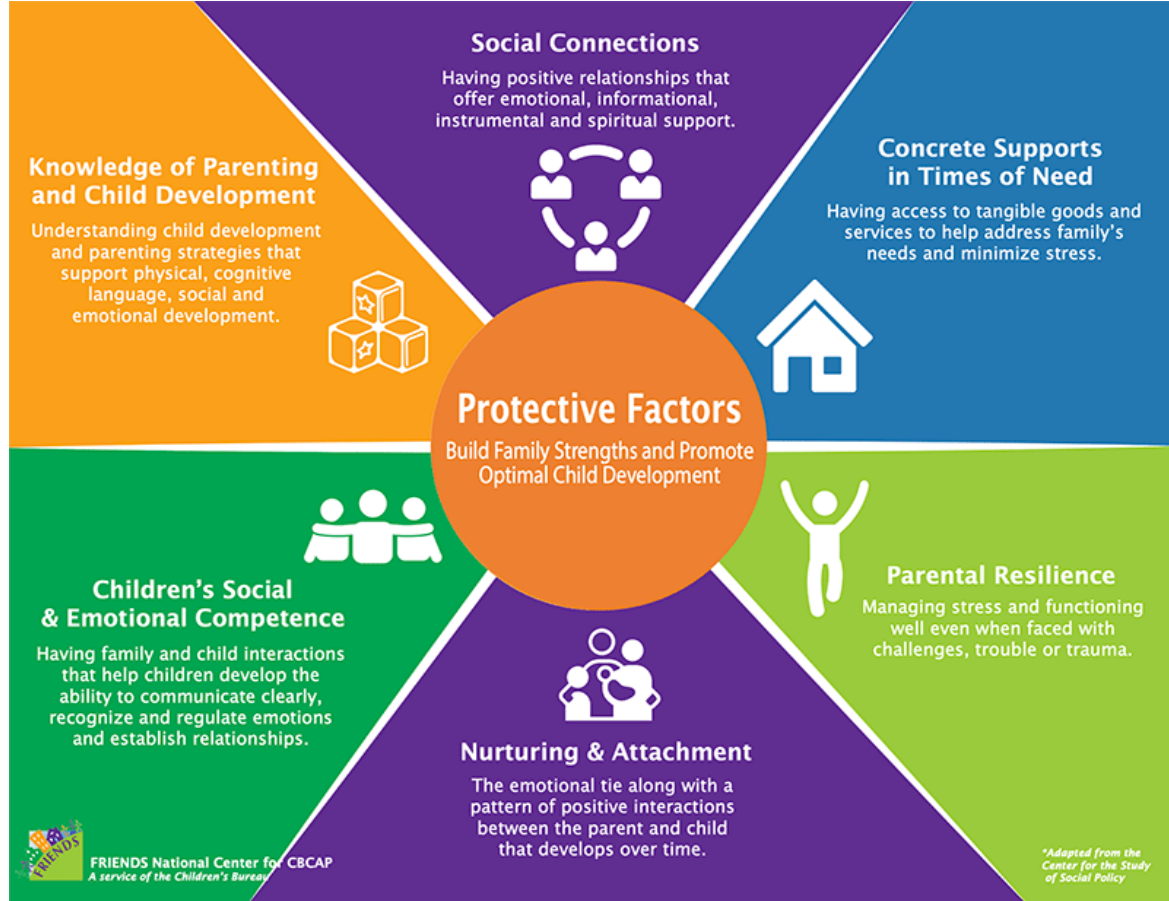 Social Connections
Having positive relationships that
offer emotional, informational,
instrumental and spiritual support.
Concrete Supports
in Times of Need
Having access to tangible goods and
services to help address family's
needs and minimize stress.
Knowledge of Parenting
and Child Development
Understanding child development
and parenting strategies that
support physical, cognitive
language, social and
emotional development.
Protective Factors
Build Family Strengths and Promote
Optimal Child Development
Parental Resilience
Managing stress and functioning
well even when faced with
challenges, trouble or trauma.
Children's Social
& Emotional Competence
Having family and child interactions
that help children develop the
ability to communicate clearly,
recognize and regulate emotions
and establish relationships.
Nurturing & Attachment
The emotional tie along with a
pattern of positive interactions
between the parent and child
that develops over time.
FRIENDS
FRIENDS National Center for CBCAP
A service of the Children's Bureau
*Adapted from the
Center for the Study
of Social Policy